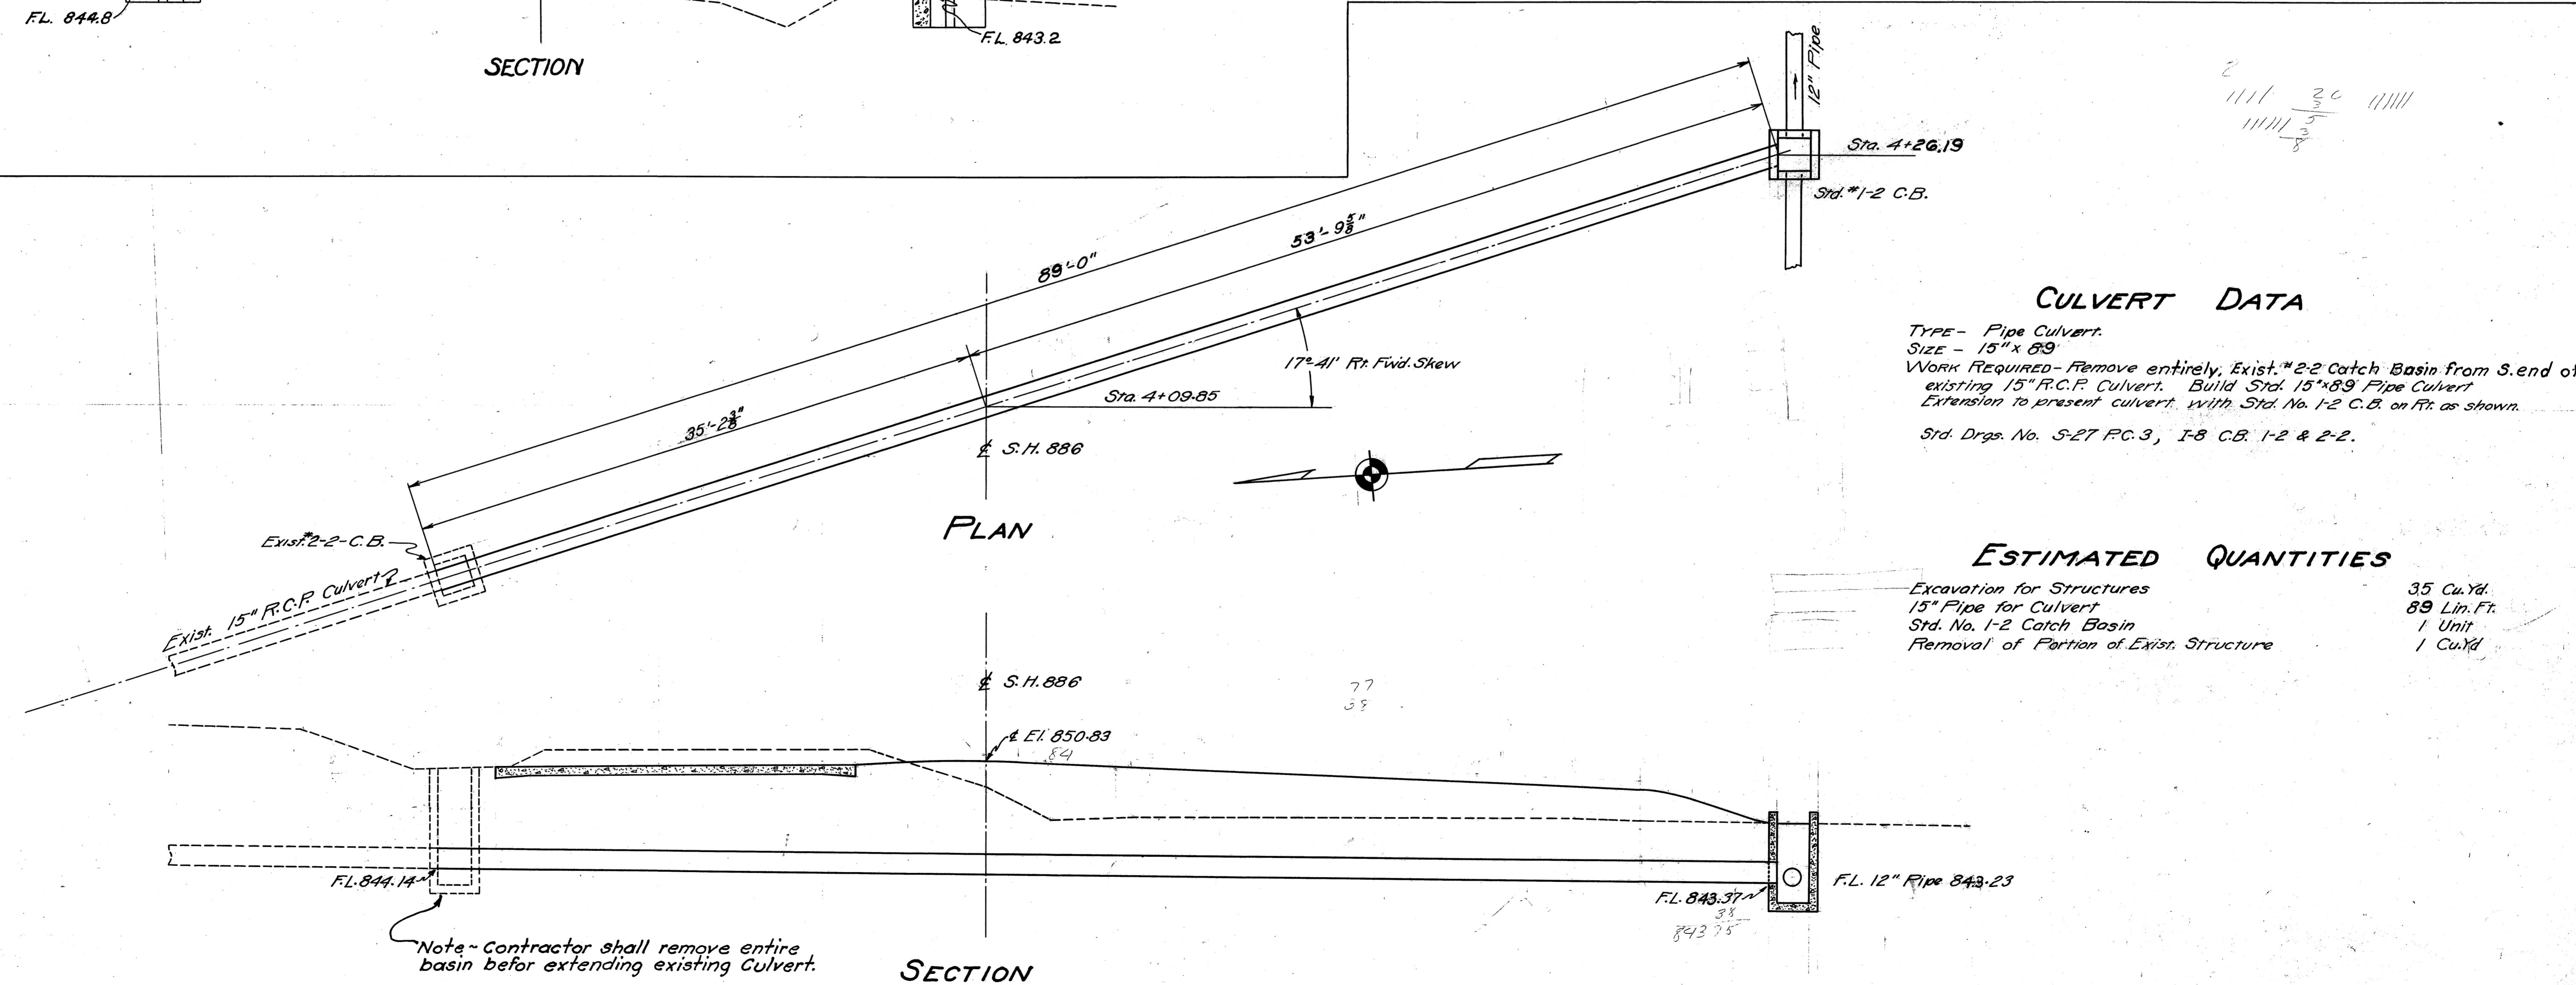 F.L. 844.8
SECTION
F.L. 843.2
12" Pipe
Sta. 4+26.19
Std. #1-2 C.B.
53'-9⅝"
89'-0"
17°-41' Rt. Fwd. Skew
Sta. 4+09.85
35'-2⅜"
℄ S.H. 886
PLAN
Exist. #2-2-C.B.
Exist. 15" R.C.P. Culvert
CULVERT DATA
TYPE - Pipe Culvert.
SIZE - 15" x 89'
WORK REQUIRED - Remove entirely, Exist. #2-2 Catch Basin from S. end of
existing 15" R.C.P. Culvert. Build Std. 15"x89' Pipe Culvert
Extension to present culvert with Std. No. 1-2 C.B. on Rt. as shown.
Std. Drgs. No. S-27 P.C. 3, I-8 C.B. 1-2 & 2-2.
ESTIMATED QUANTITIES
Excavation for Structures 35 Cu. Yd.
15" Pipe for Culvert 89 Lin. Ft.
Std. No. 1-2 Catch Basin 1 Unit
Removal of Portion of Exist. Structure 1 Cu. Yd
℄ S.H. 886
77
38
℄ El. 850.83
84
F.L. 844.14
F.L. 843.37
38
843.75
F.L. 12" Pipe 843.23
Note ~ Contractor shall remove entire
basin befor extending existing Culvert.
SECTION